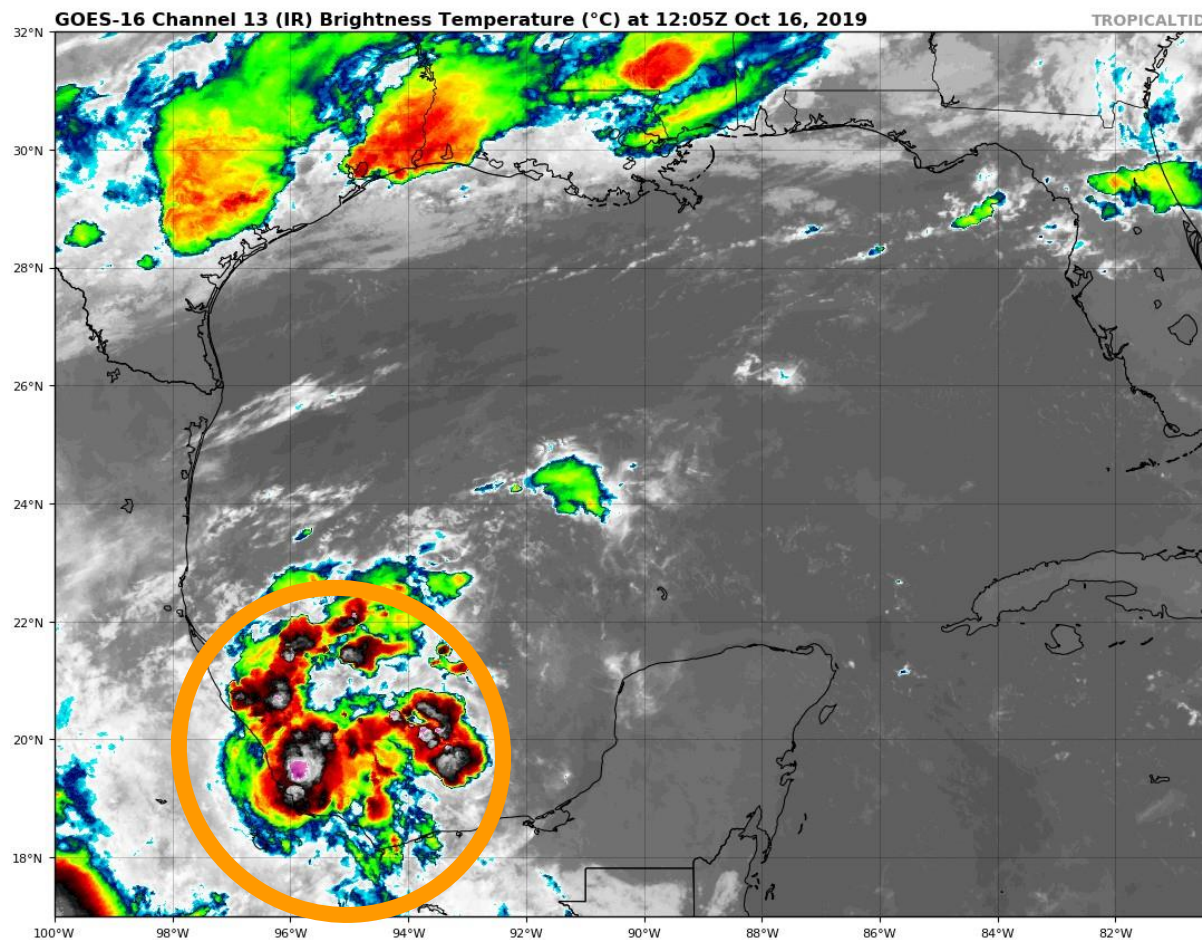 GOES-16 Channel 13 (IR) Brightness Temperature (°C) at 12:05Z Oct 16, 2019
TROPICALTID
32°N
30°N
28°N
26°N
24°N
22°N
20°N
18°N
100°W 98°W 96°W 94°W 92°W 90°W 88°W 86°W 84°W 82°W